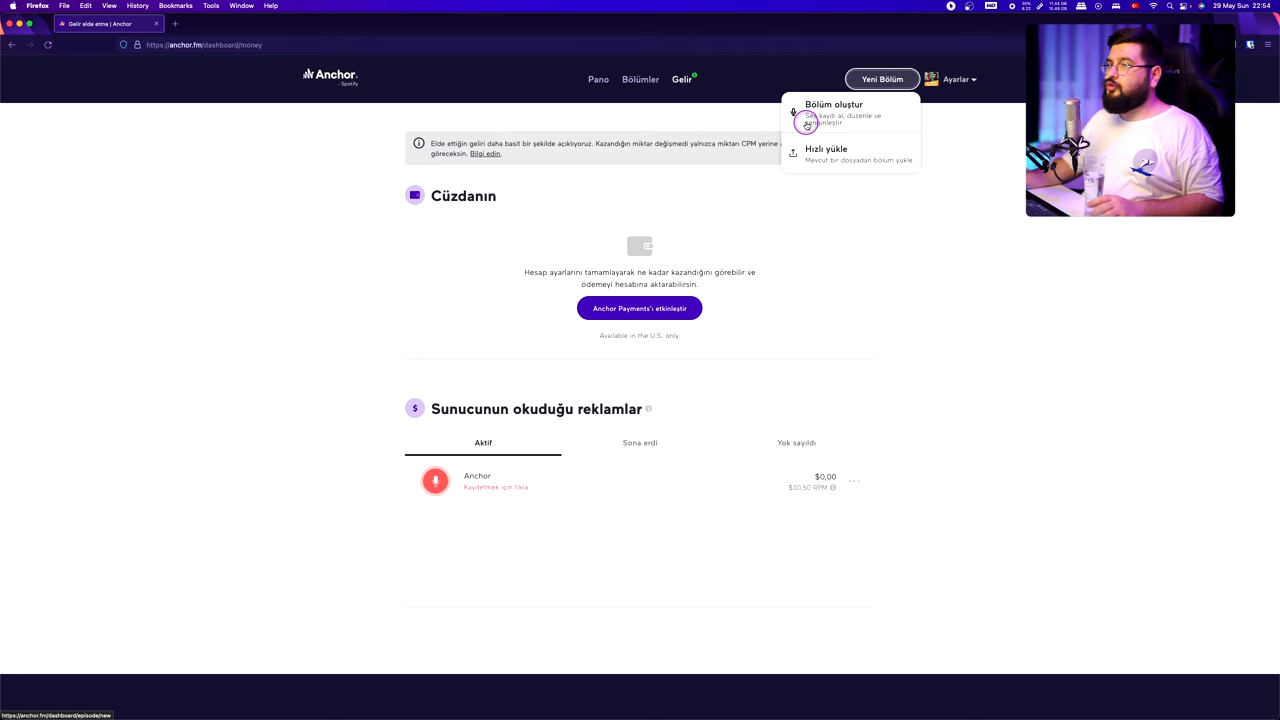 Firefox File Edit View History Bookmarks Tools Window Help
29 May Sun 22:54
Gelir elde etme | Anchor
https://anchor.fm/dashboard/money
Anchor
Spotify
Pano Bölümler Gelir
Yeni Bölüm
Ayarlar
Bölüm oluştur
Ses kaydı al, düzenle ve
Hızlı yükle
Mevcut bir dosyadan bölüm yükle
Elde ettiğin geliri daha basit bir şekilde açıklıyoruz. Kazandığın miktar değişmedi yalnızca miktarı CPM yerine
göreceksin. Bilgi edin.
Cüzdanın
Hesap ayarlarını tamamlayarak ne kadar kazandığını görebilir ve
ödemeyi hesabına aktarabilirsin.
Anchor Payments'ı etkinleştir
Available in the U.S. only.
$ Sunucunun okuduğu reklamlar
Aktif Sona erdi Yok sayıldı
Anchor $0,00
Kaydetmek için tıkla $10,50 RPM
https://anchor.fm/dashboard/episode/new